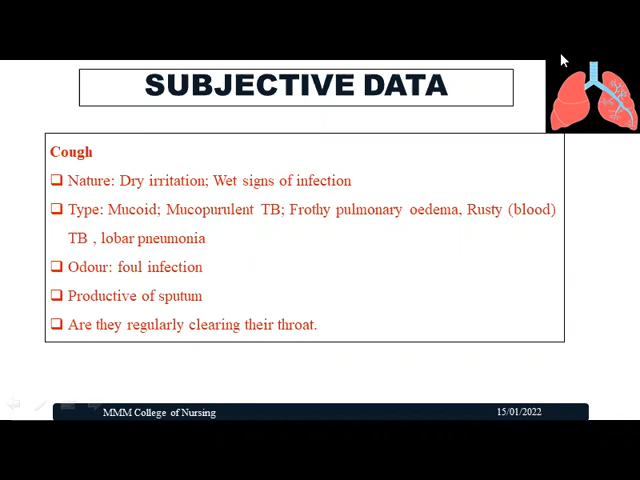 SUBJECTIVE DATA
Cough
Nature: Dry irritation; Wet signs of infection
Type: Mucoid; Mucopurulent TB; Frothy pulmonary oedema, Rusty (blood)
TB , lobar pneumonia
Odour: foul infection
Productive of sputum
Are they regularly clearing their throat.
MMM College of Nursing
15/01/2022